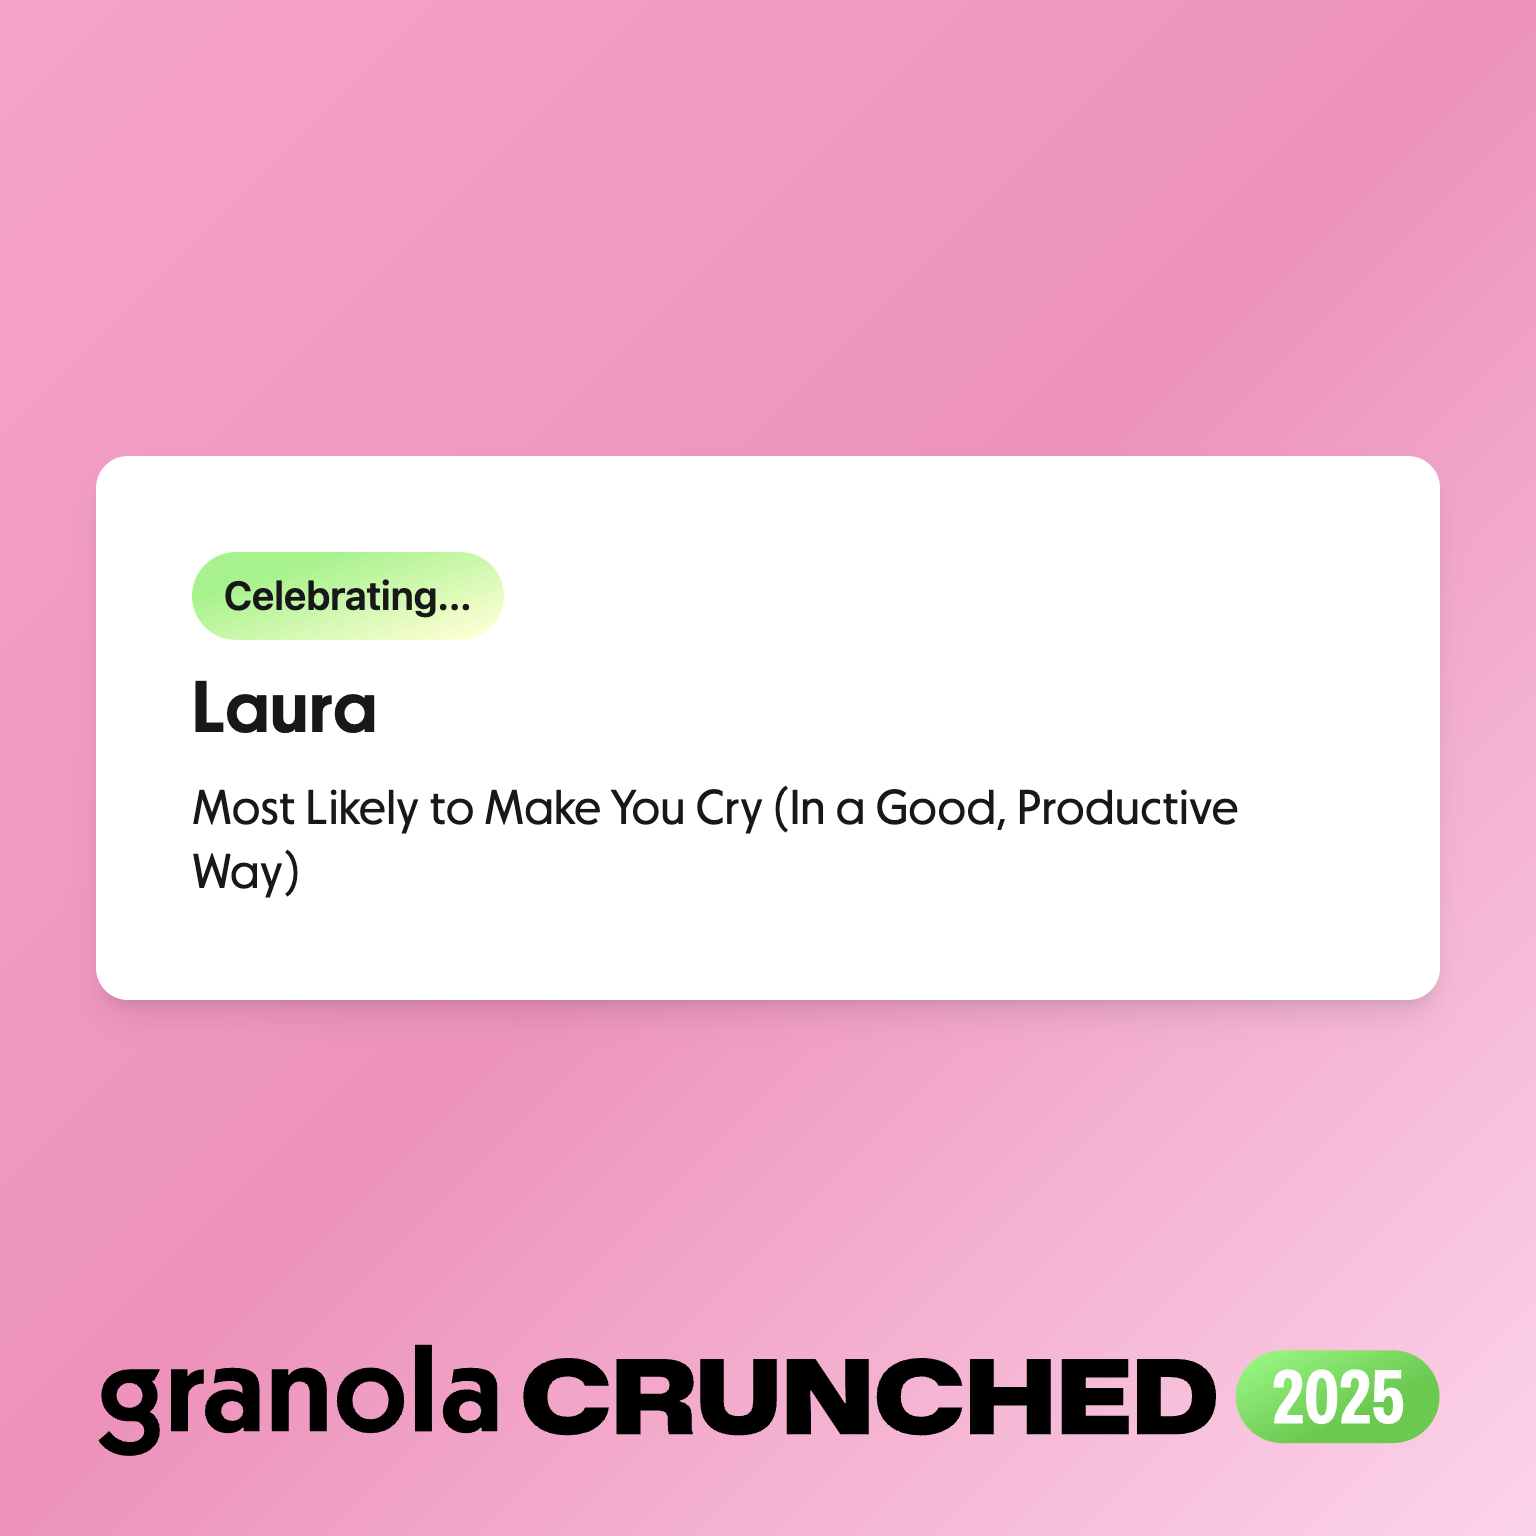 Celebrating...
Laura
Most Likely to Make You Cry (In a Good, Productive
Way)
granola CRUNCHED 2025